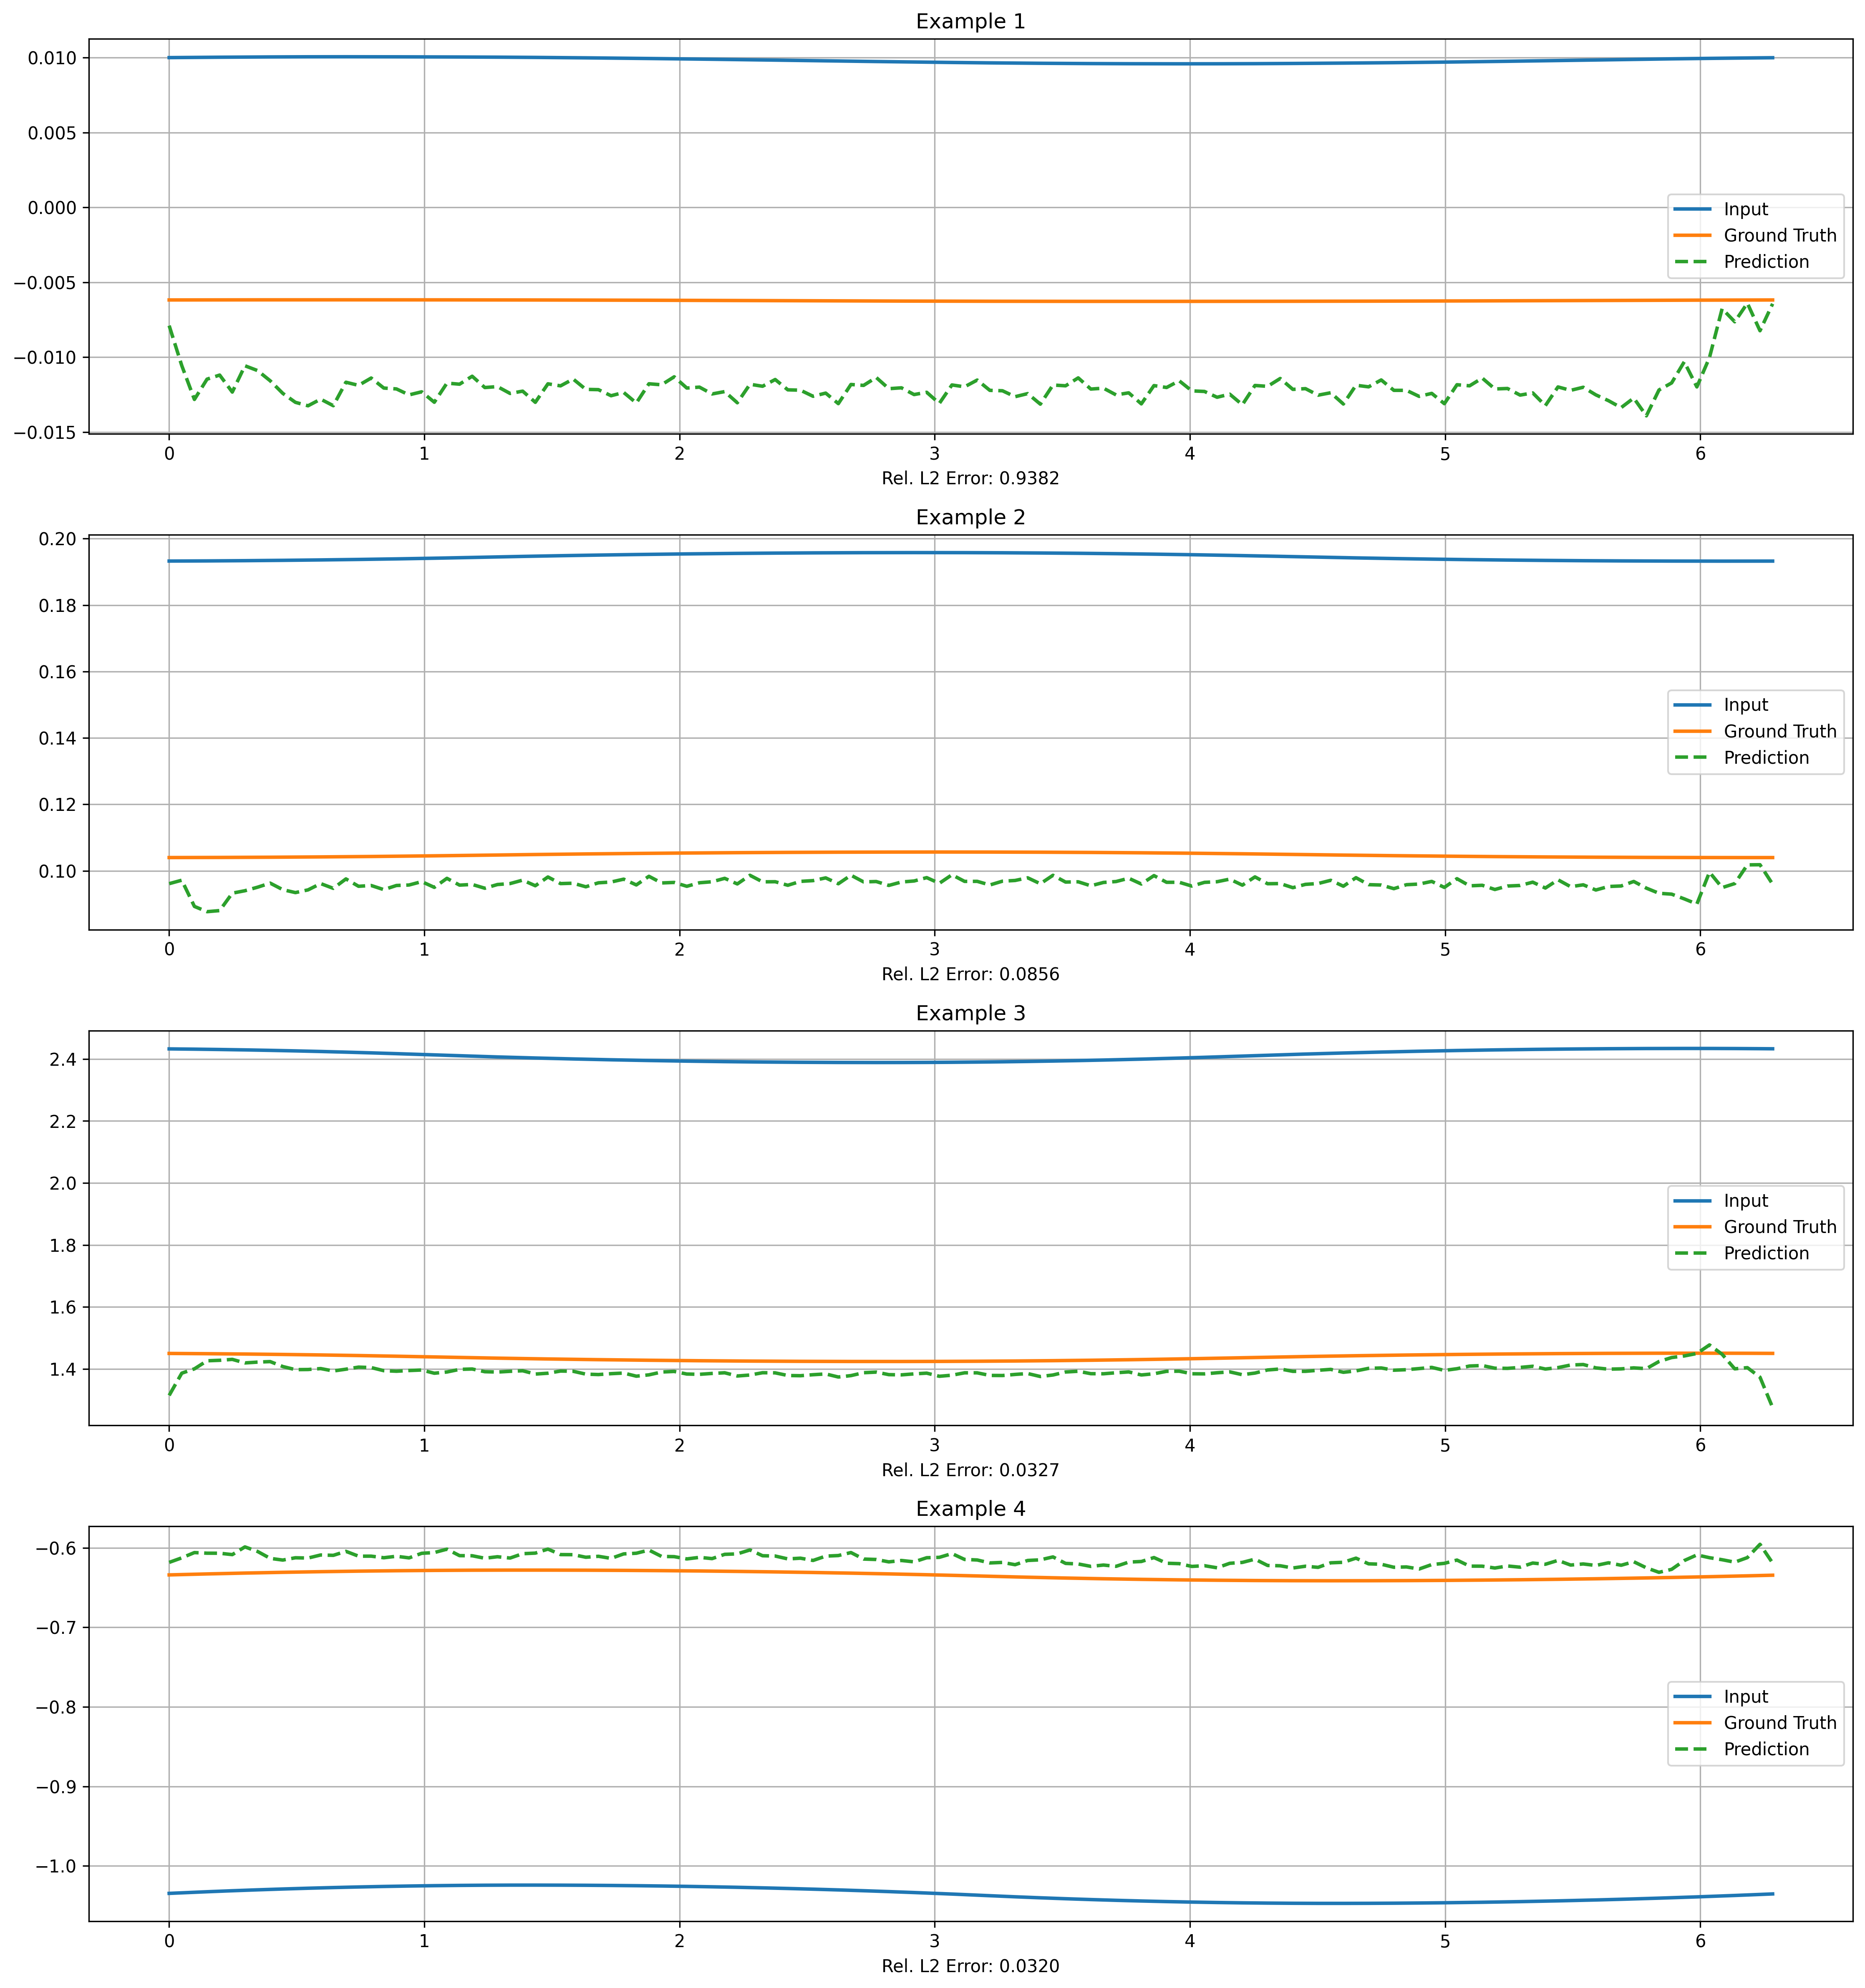 Example 1
0.010
0.005
0.000
−0.005
−0.010
−0.015
Input
Ground Truth
Prediction
0 1 2 3 4 5 6
Rel. L2 Error: 0.9382
Example 2
0.20
0.18
0.16
0.14
0.12
0.10
Input
Ground Truth
Prediction
0 1 2 3 4 5 6
Rel. L2 Error: 0.0856
Example 3
2.4
2.2
2.0
1.8
1.6
1.4
Input
Ground Truth
Prediction
0 1 2 3 4 5 6
Rel. L2 Error: 0.0327
Example 4
−0.6
−0.7
−0.8
−0.9
−1.0
Input
Ground Truth
Prediction
0 1 2 3 4 5 6
Rel. L2 Error: 0.0320